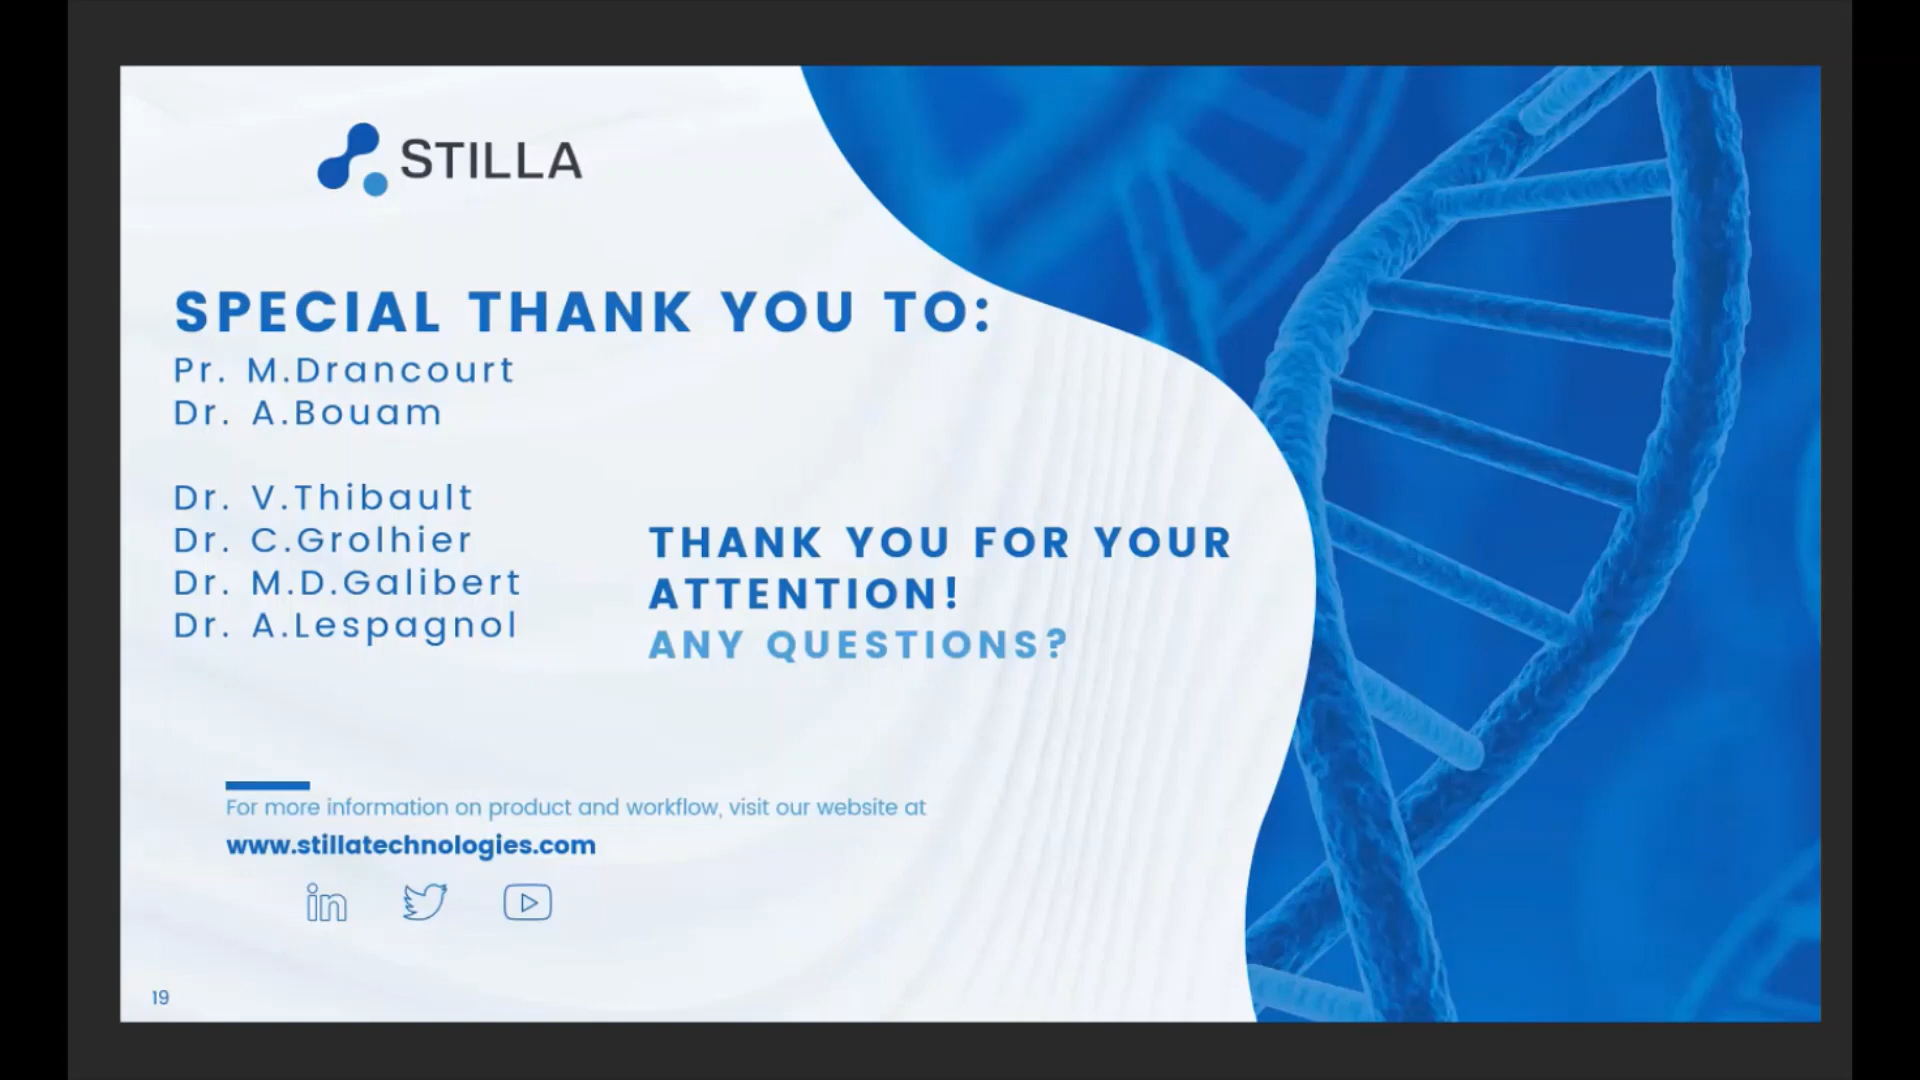 STILLA
SPECIAL THANK YOU TO:
Pr. M.Drancourt
Dr. A.Bouam
Dr. V.Thibault
Dr. C.Grolhier
Dr. M.D.Galibert
Dr. A.Lespagnol
THANK YOU FOR YOUR
ATTENTION!
ANY QUESTIONS?
For more information on product and workflow, visit our website at
www.stillatechnologies.com
in
19